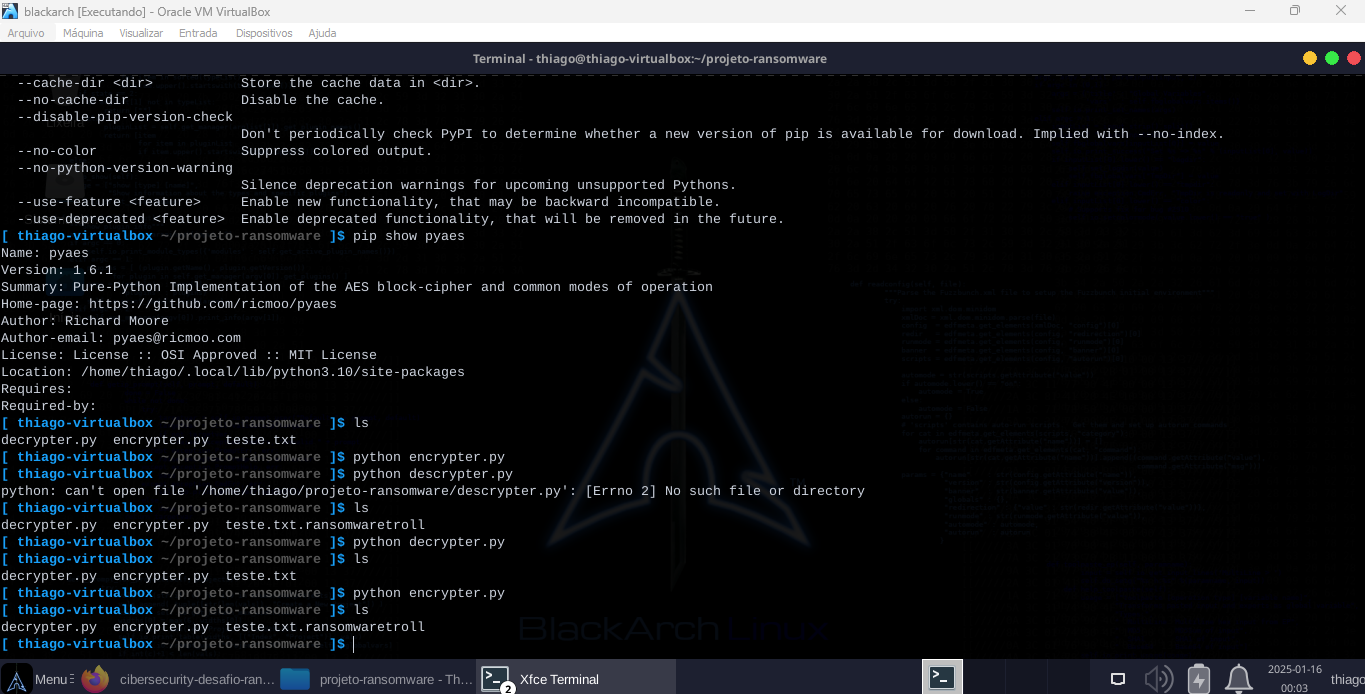 blackarch [Executando] - Oracle VM VirtualBox
Arquivo Máquina Visualizar Entrada Dispositivos Ajuda
Terminal - thiago@thiago-virtualbox:~/projeto-ransomware
--cache-dir <dir> Store the cache data in <dir>.
--no-cache-dir Disable the cache.
--disable-pip-version-check
Don't periodically check PyPI to determine whether a new version of pip is available for download. Implied with --no-index.
--no-color Suppress colored output.
--no-python-version-warning
Silence deprecation warnings for upcoming unsupported Pythons.
--use-feature <feature> Enable new functionality, that may be backward incompatible.
--use-deprecated <feature> Enable deprecated functionality, that will be removed in the future.
[ thiago-virtualbox ~/projeto-ransomware ]$ pip show pyaes
Name: pyaes
Version: 1.6.1
Summary: Pure-Python Implementation of the AES block-cipher and common modes of operation
Home-page: https://github.com/ricmoo/pyaes
Author: Richard Moore
Author-email: pyaes@ricmoo.com
License: License :: OSI Approved :: MIT License
Location: /home/thiago/.local/lib/python3.10/site-packages
Requires:
Required-by:
[ thiago-virtualbox ~/projeto-ransomware ]$ ls
decrypter.py encrypter.py teste.txt
[ thiago-virtualbox ~/projeto-ransomware ]$ python encrypter.py
[ thiago-virtualbox ~/projeto-ransomware ]$ python descrypter.py
python: can't open file '/home/thiago/projeto-ransomware/descrypter.py': [Errno 2] No such file or directory
[ thiago-virtualbox ~/projeto-ransomware ]$ ls
decrypter.py encrypter.py teste.txt.ransomwaretroll
[ thiago-virtualbox ~/projeto-ransomware ]$ python decrypter.py
[ thiago-virtualbox ~/projeto-ransomware ]$ ls
decrypter.py encrypter.py teste.txt
[ thiago-virtualbox ~/projeto-ransomware ]$ python encrypter.py
[ thiago-virtualbox ~/projeto-ransomware ]$ ls
decrypter.py encrypter.py teste.txt.ransomwaretroll
[ thiago-virtualbox ~/projeto-ransomware ]$
BlackArch Linux
Menu cibersecurity-desafio-ran... projeto-ransomware - Th... 2 Xfce Terminal 2025-01-16 thiago
00:03